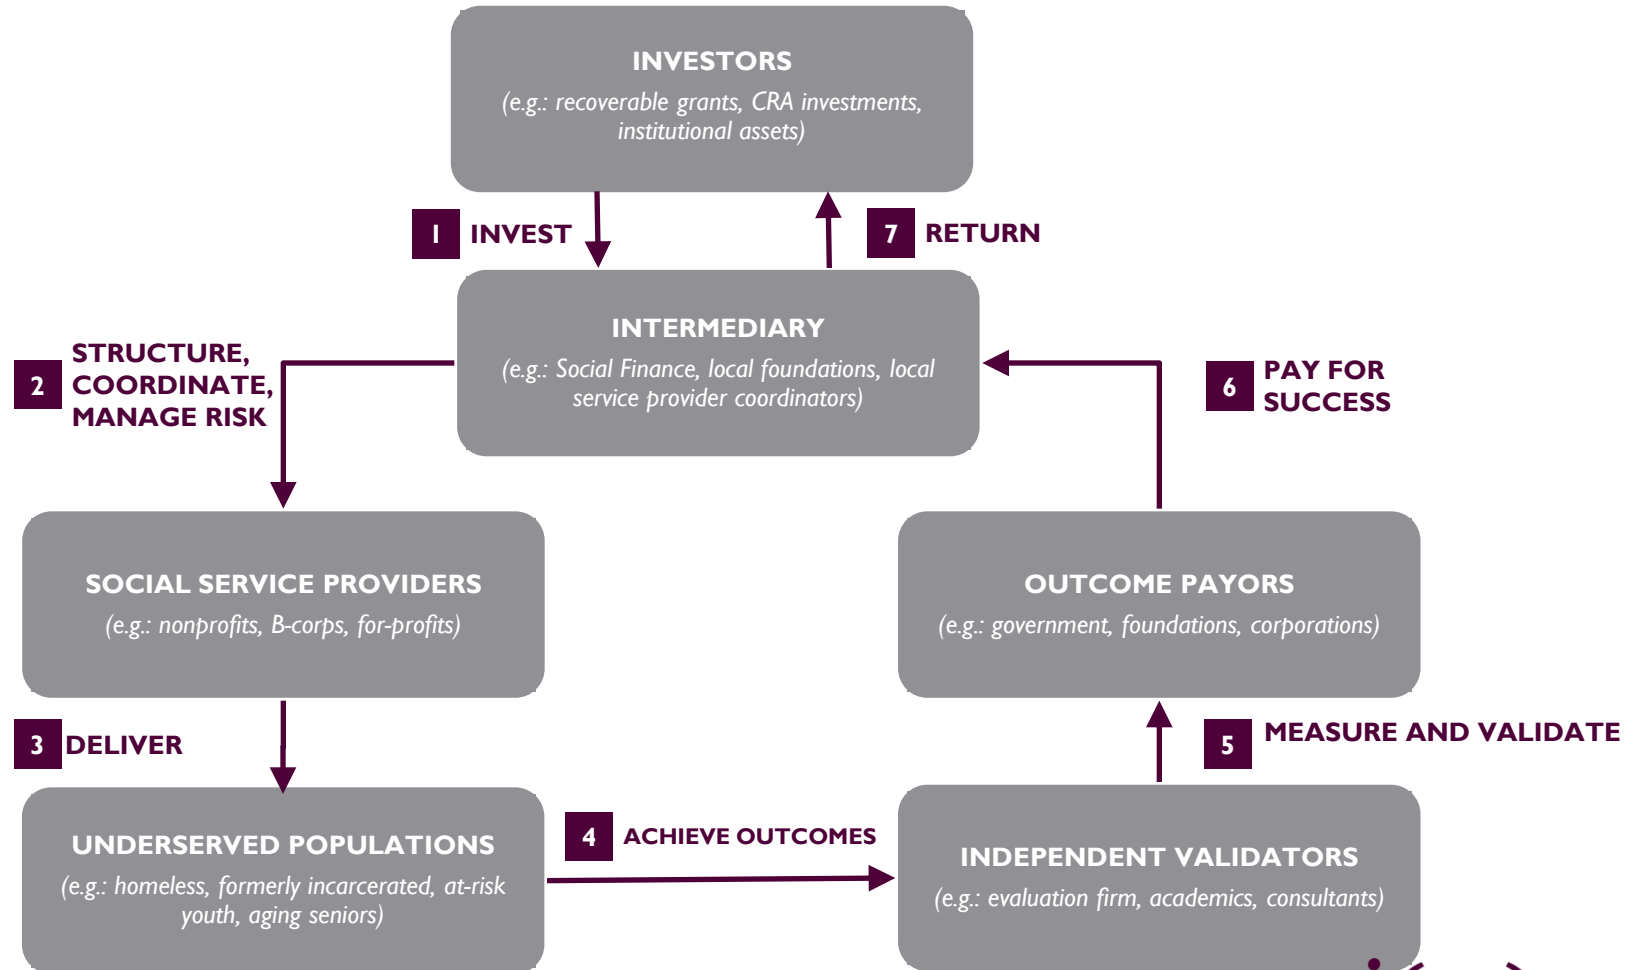 INVESTORS
(e.g.: recoverable grants, CRA investments,
institutional assets)
1 INVEST
7 RETURN
INTERMEDIARY
(e.g.: Social Finance, local foundations, local
service provider coordinators)
2 STRUCTURE,
COORDINATE,
MANAGE RISK
6 PAY FOR
SUCCESS
SOCIAL SERVICE PROVIDERS
(e.g.: nonprofits, B-corps, for-profits)
OUTCOME PAYORS
(e.g.: government, foundations, corporations)
3 DELIVER
5 MEASURE AND VALIDATE
UNDERSERVED POPULATIONS
(e.g.: homeless, formerly incarcerated, at-risk
youth, aging seniors)
4 ACHIEVE OUTCOMES
INDEPENDENT VALIDATORS
(e.g.: evaluation firm, academics, consultants)